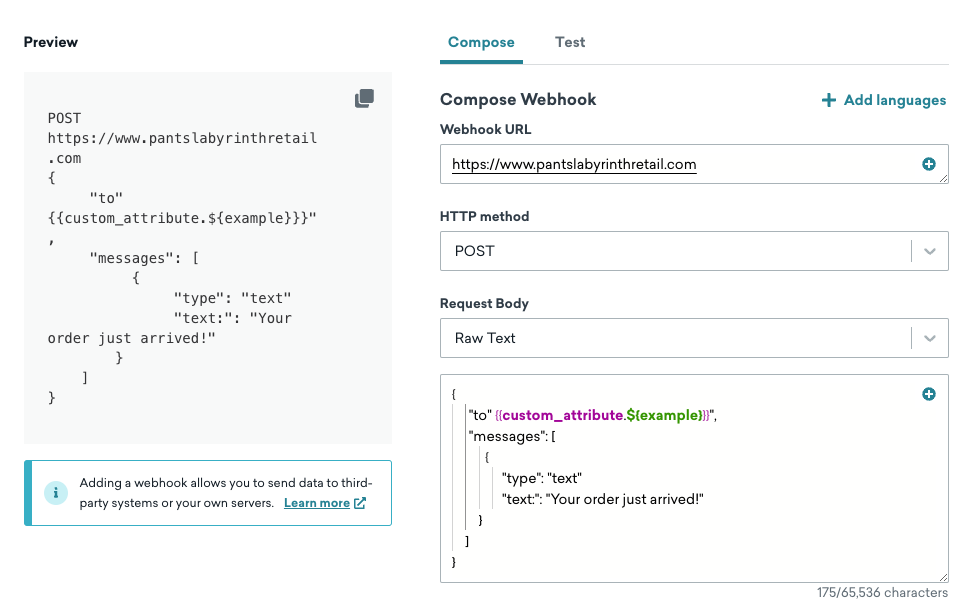 Preview
POST
https://www.pantslabyrinthretail
.com
{
"to"
{{custom_attribute.${example}}}"
,
"messages": [
{
"type": "text"
"text:": "Your
order just arrived!"
}
]
}
Adding a webhook allows you to send data to third-
party systems or your own servers. Learn more
Compose Test
Compose Webhook Add languages
Webhook URL
https://www.pantslabyrinthretail.com
HTTP method
POST
Request Body
Raw Text
{
"to" {{custom_attribute.${example}}}",
"messages": [
{
"type": "text"
"text:": "Your order just arrived!"
}
]
}
175/65,536 characters